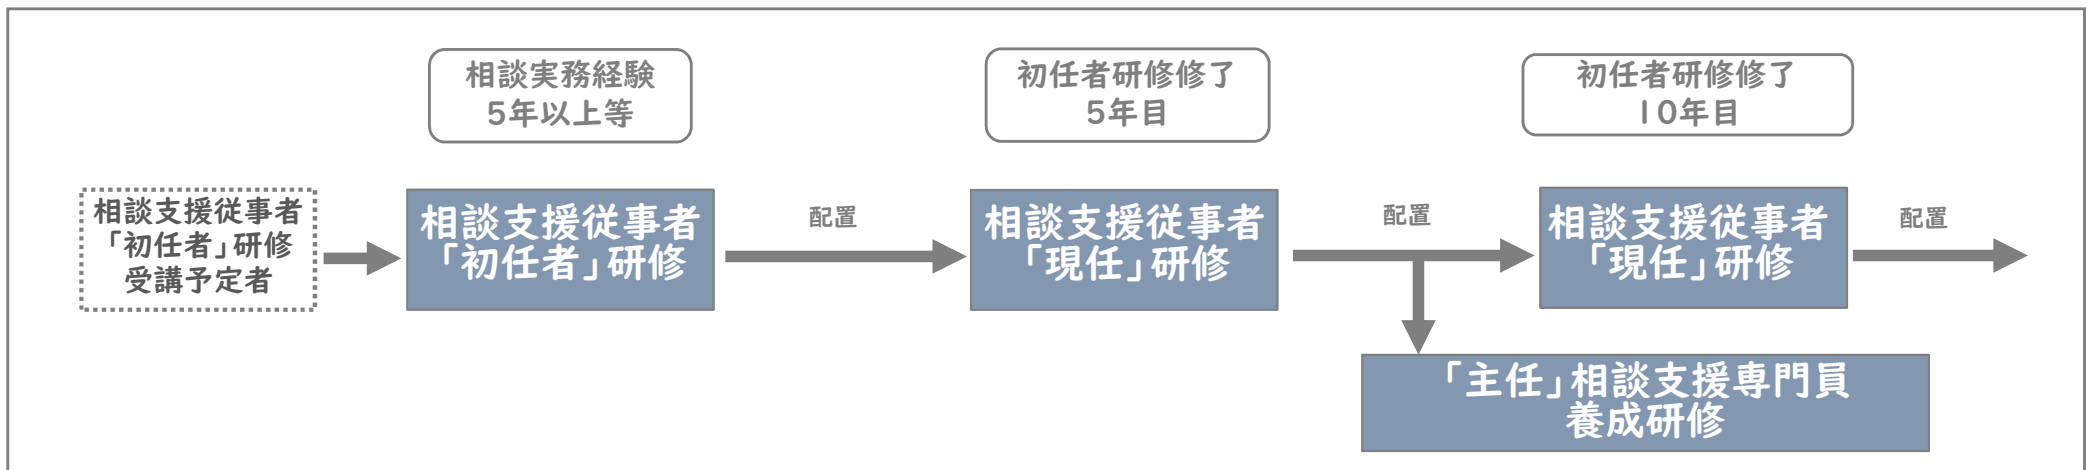 相談実務経験
5年以上等
初任者研修修了
5年目
初任者研修修了
10年目
相談支援従事者
「初任者」研修
受講予定者
相談支援従事者
「初任者」研修
配置
相談支援従事者
「現任」研修
配置
相談支援従事者
「現任」研修
配置
「主任」相談支援専門員
養成研修